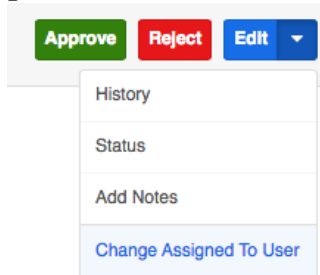 Approve Reject Edit
History
Status
Add Notes
Change Assigned To User